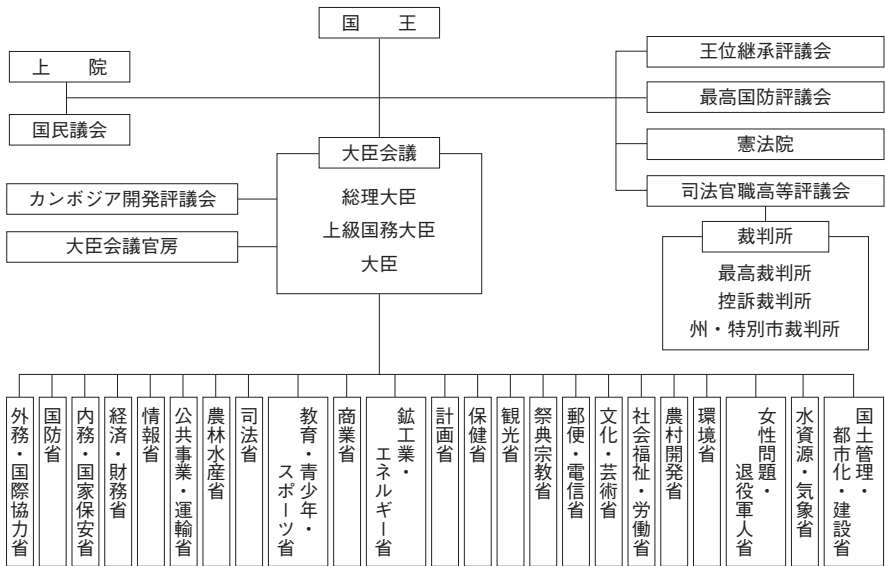 国　王
上　院
国民議会
王位継承評議会
最高国防評議会
憲法院
司法官職高等評議会
大臣会議
総理大臣
上級国務大臣
大臣
カンボジア開発評議会
大臣会議官房
裁判所
最高裁判所
控訴裁判所
州・特別市裁判所
外務・国際協力省
国防省
内務・国家保安省
経済・財務省
情報省
公共事業・運輸省
農林水産省
司法省
教育・青少年・
スポーツ省
商業省
鉱工業・
エネルギー省
計画省
保健省
観光省
祭典宗教省
郵便・電信省
文化・芸術省
社会福祉・労働省
農村開発省
環境省
女性問題・
退役軍人省
水資源・気象省
国土管理・
都市化・建設省